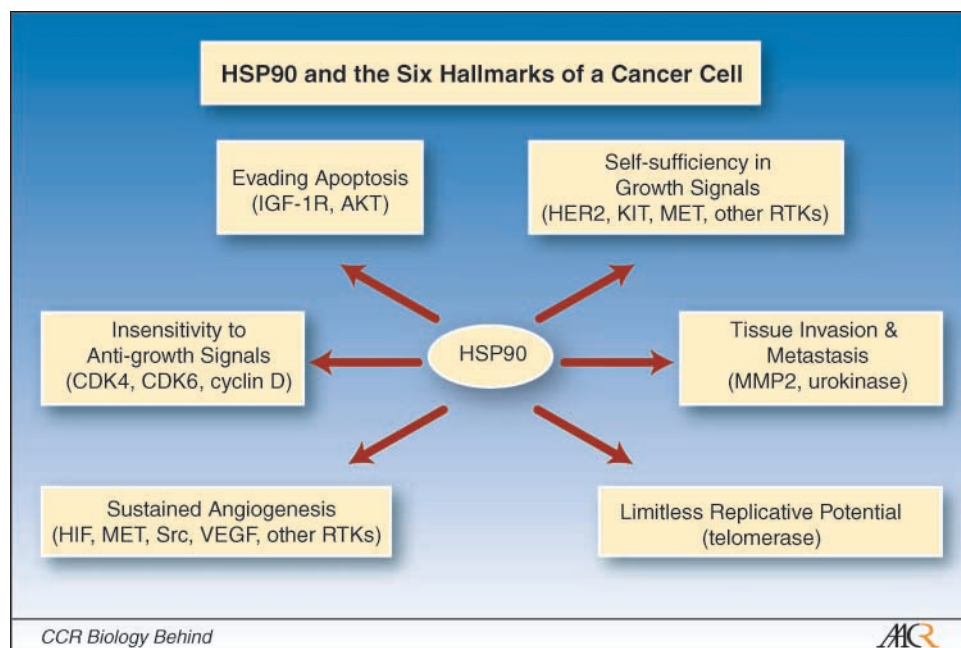 HSP90 and the Six Hallmarks of a Cancer Cell
Evading Apoptosis
(IGF-1R, AKT)
Self-sufficiency in
Growth Signals
(HER2, KIT, MET, other RTKs)
Insensitivity to
Anti-growth Signals
(CDK4, CDK6, cyclin D)
HSP90
Tissue Invasion &
Metastasis
(MMP2, urokinase)
Sustained Angiogenesis
(HIF, MET, Src, VEGF, other RTKs)
Limitless Replicative Potential
(telomerase)
CCR Biology Behind
AACR